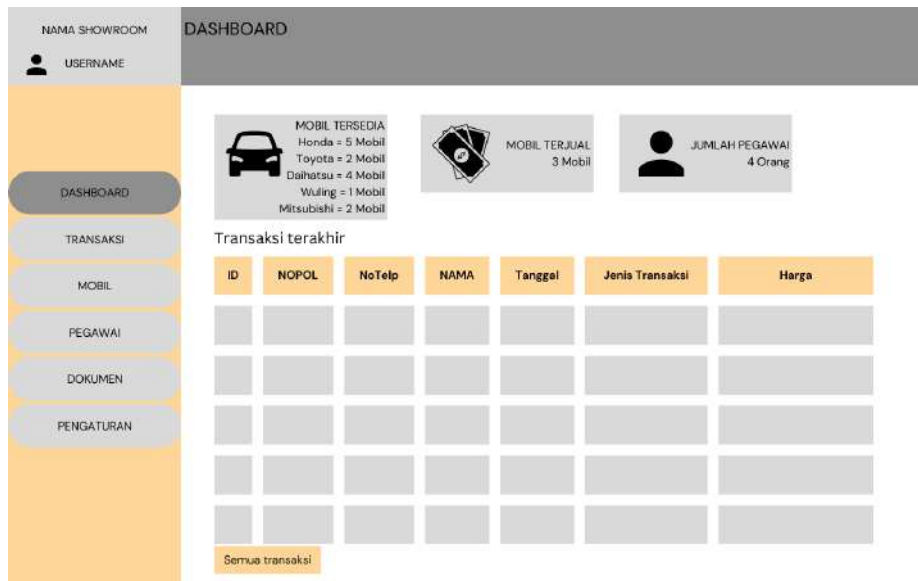 NAMA SHOWROOM
USERNAME
DASHBOARD
DASHBOARD
TRANSAKSI
MOBIL
PEGAWAI
DOKUMEN
PENGATURAN
MOBIL TERSEDIA
Honda = 5 Mobil
Toyota = 2 Mobil
Daihatsu = 4 Mobil
Wuling = 1 Mobil
Mitsubishi = 2 Mobil
MOBIL TERJUAL
3 Mobil
JUMLAH PEGAWAI
4 Orang
Transaksi terakhir
ID NOPOL NoTelp NAMA Tanggal Jenis Transaksi Harga
Semua transaksi